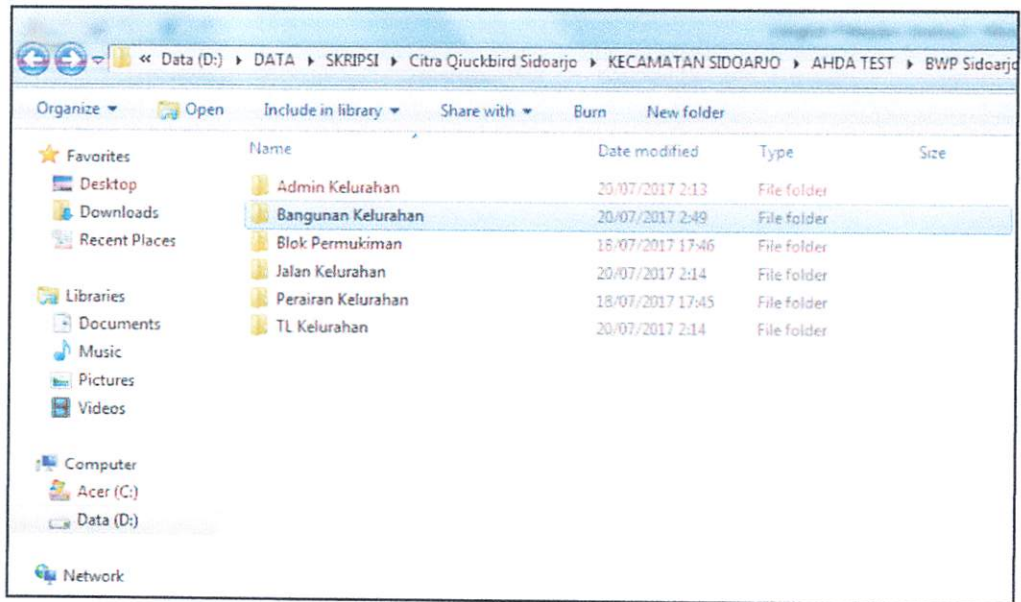 « Data (D:) ▸ DATA ▸ SKRIPSI ▸ Citra Qiuckbird Sidoarjo ▸ KECAMATAN SIDOARJO ▸ AHDA TEST ▸ BWP Sidoarjo
Organize Open Include in library Share with Burn New folder
Name Date modified Type Size
Favorites
Desktop
Downloads
Recent Places
Libraries
Documents
Music
Pictures
Videos
Computer
Acer (C:)
Data (D:)
Network
Admin Kelurahan 20/07/2017 2:13 File folder
Bangunan Kelurahan 20/07/2017 2:49 File folder
Blok Permukiman 18/07/2017 17:46 File folder
Jalan Kelurahan 20/07/2017 2:14 File folder
Perairan Kelurahan 18/07/2017 17:45 File folder
TL Kelurahan 20/07/2017 2:14 File folder